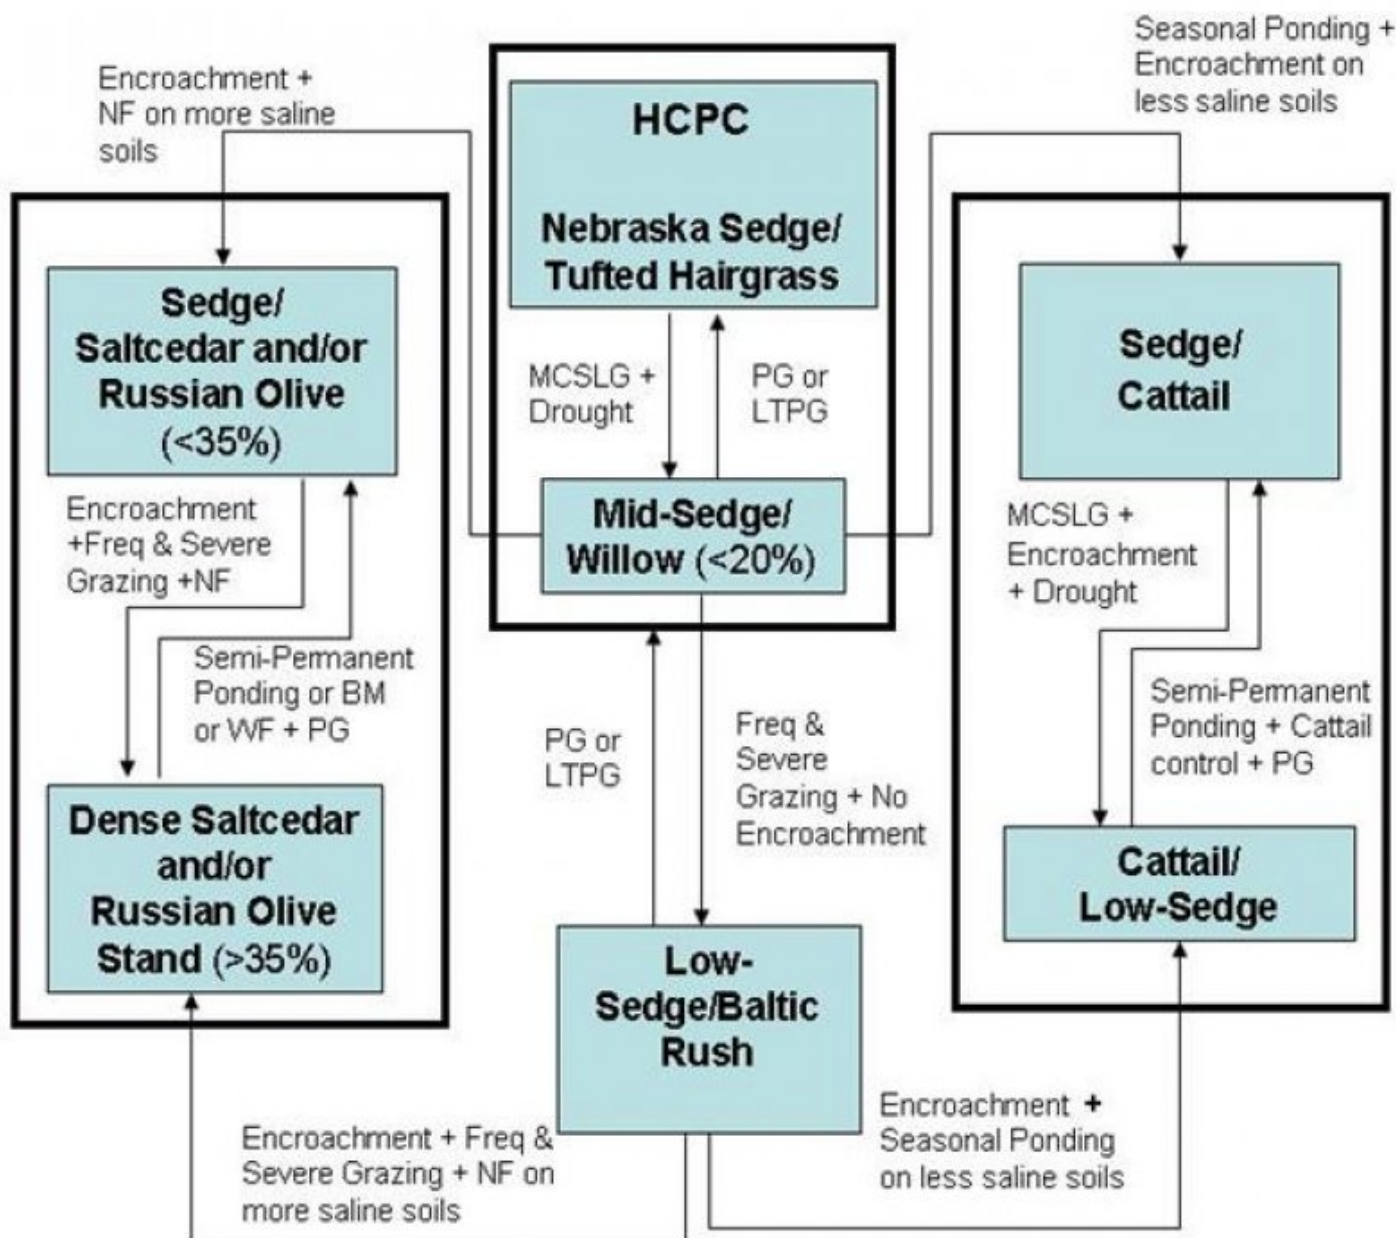 Encroachment +
NF on more saline
soils
HCPC
Nebraska Sedge/
Tufted Hairgrass
Seasonal Ponding +
Encroachment on
less saline soils
Sedge/
Saltcedar and/or
Russian Olive
(<35%)
MCSLG +
Drought
PG or
LTPG
Sedge/
Cattail
Mid-Sedge/
Willow (<20%)
Encroachment
+Freq & Severe
Grazing +NF
MCSLG +
Encroachment
+ Drought
Semi-Permanent
Ponding or BM
or WF + PG
PG or
LTPG
Freq &
Severe
Grazing + No
Encroachment
Semi-Permanent
Ponding + Cattail
control + PG
Dense Saltcedar
and/or
Russian Olive
Stand (>35%)
Cattail/
Low-Sedge
Low-
Sedge/Baltic
Rush
Encroachment + Freq &
Severe Grazing + NF on
more saline soils
Encroachment +
Seasonal Ponding
on less saline soils